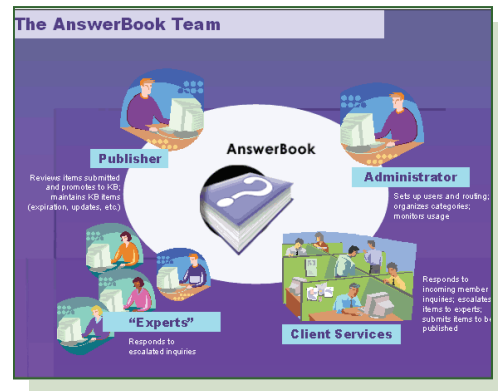 The AnswerBook Team
AnswerBook
Publisher
Reviews items submitted
and promotes to KB;
maintains KB items
(expiration, updates, etc.)
Administrator
Sets up users and routing;
organizes categories;
monitors usage
"Experts"
Responds to
escalated inquiries
Client Services
Responds to
incoming member
inquiries; escalates
items to experts;
submits items to be
published